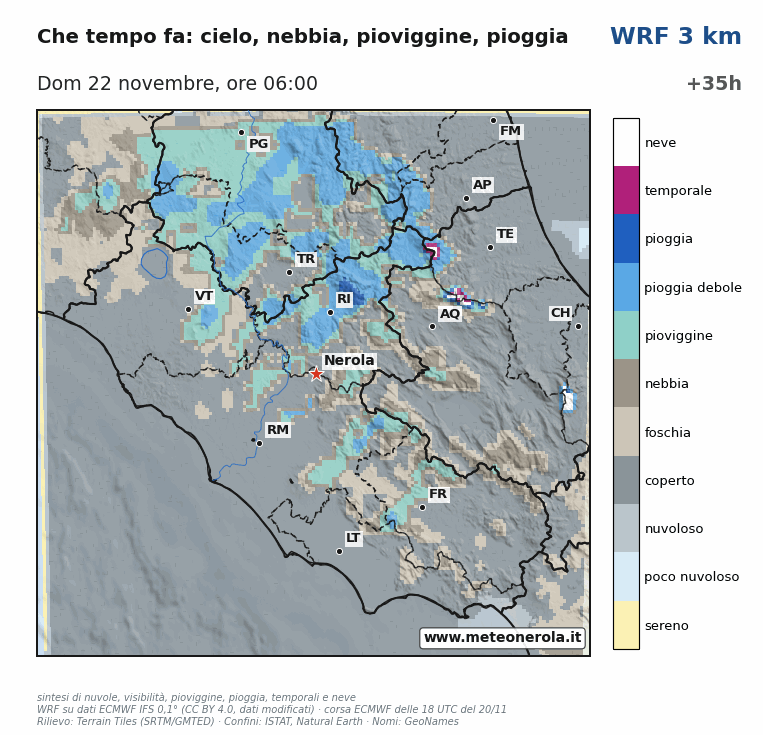 Che tempo fa: cielo, nebbia, pioviggine, pioggia
WRF 3 km
Dom 22 novembre, ore 06:00
+35h
PG
FM
AP
TE
TR
VT
RI
AQ
CH
Nerola
RM
FR
LT
www.meteonerola.it
neve
temporale
pioggia
pioggia debole
pioviggine
nebbia
foschia
coperto
nuvoloso
poco nuvoloso
sereno
sintesi di nuvole, visibilità, pioviggine, pioggia, temporali e neve
WRF su dati ECMWF IFS 0,1° (CC BY 4.0, dati modificati) · corsa ECMWF delle 18 UTC del 20/11
Rilievo: Terrain Tiles (SRTM/GMTED) · Confini: ISTAT, Natural Earth · Nomi: GeoNames